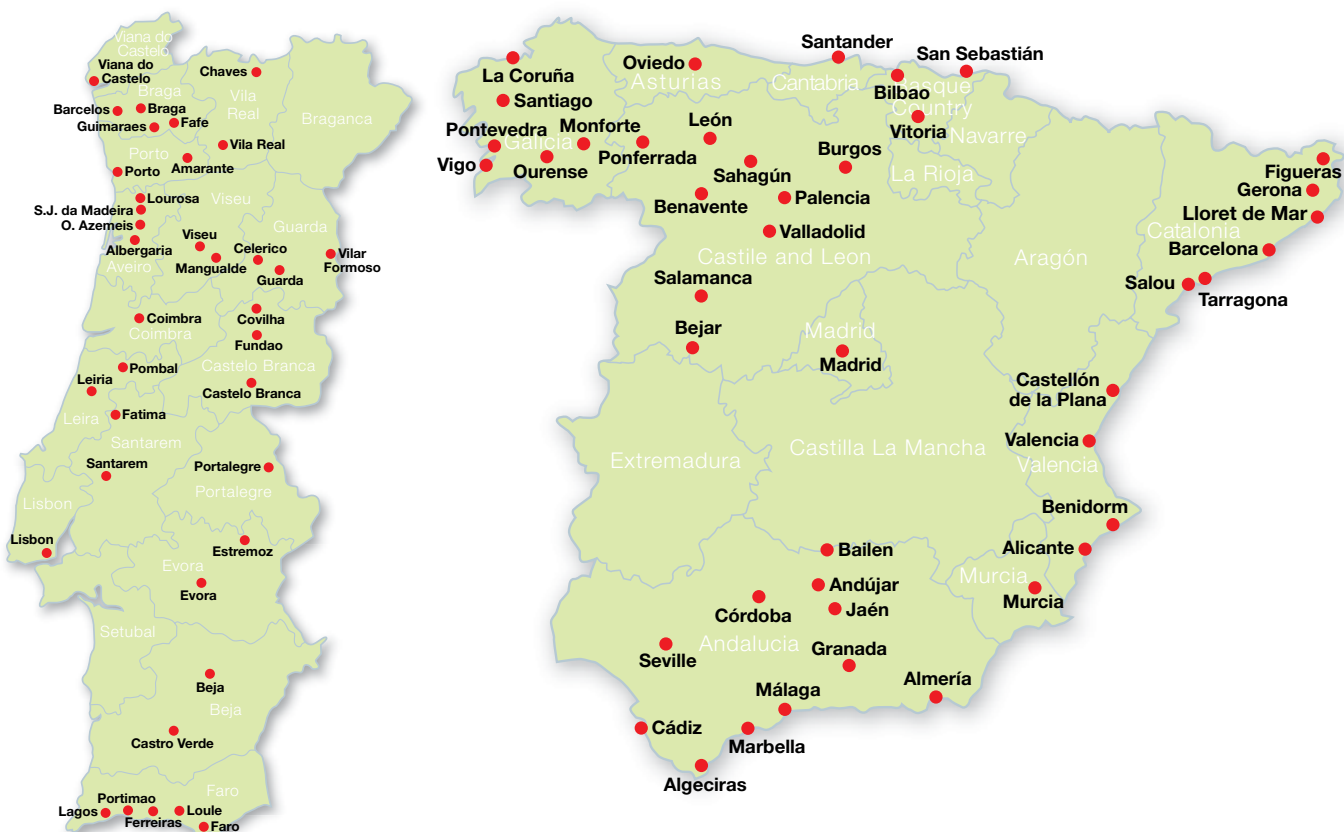 Viana do
Castelo
Viana do
Castelo
Chaves
Braga
Vila
Real
Braganca
Barcelos
Braga
Guimaraes
Fafe
Vila Real
Porto
Amarante
Porto
Lourosa
Viseu
S.J. da Madeira
O. Azemeis
Guarda
Albergaria
Viseu
Celerico
Vilar
Formoso
Aveiro
Mangualde
Guarda
Coimbra
Covilha
Coimbra
Fundao
Pombal
Castelo Branca
Leiria
Castelo Branca
Leira
Fatima
Santarem
Santarem
Portalegre
Portalegre
Lisbon
Lisbon
Estremoz
Evora
Evora
Setubal
Beja
Beja
Castro Verde
Faro
Portimao
Lagos
Loule
Ferreiras
Faro
Santander
San Sebastián
La Coruña
Oviedo
Asturias
Cantabria
Bilbao
Basque
Country
Santiago
Vitoria
Navarre
Pontevedra
Monforte
León
Galicia
Vigo
Ourense
Ponferrada
Sahagún
Burgos
La Rioja
Figueras
Gerona
Benavente
Palencia
Lloret de Mar
Catalonia
Valladolid
Castile and Leon
Aragón
Barcelona
Salamanca
Salou
Tarragona
Bejar
Madrid
Madrid
Castellón
de la Plana
Extremadura
Castilla La Mancha
Valencia
Valencia
Benidorm
Bailen
Alicante
Andújar
Murcia
Murcia
Córdoba
Jaén
Andalucia
Seville
Granada
Málaga
Almería
Cádiz
Marbella
Algeciras